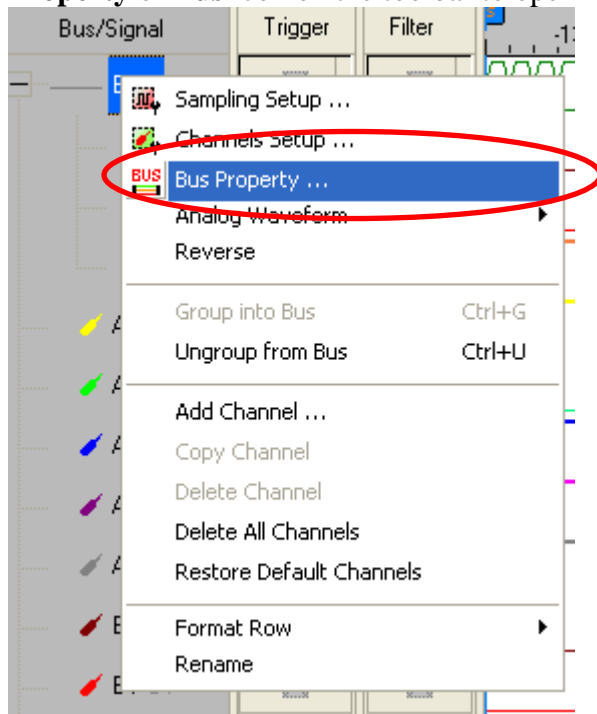 Bus/Signal Trigger Filter
Sampling Setup ...
Channels Setup ...
BUS Bus Property ...
Analog Waveform
Reverse
Group into Bus Ctrl+G
Ungroup from Bus Ctrl+U
Add Channel ...
Copy Channel
Delete Channel
Delete All Channels
Restore Default Channels
Format Row
Rename